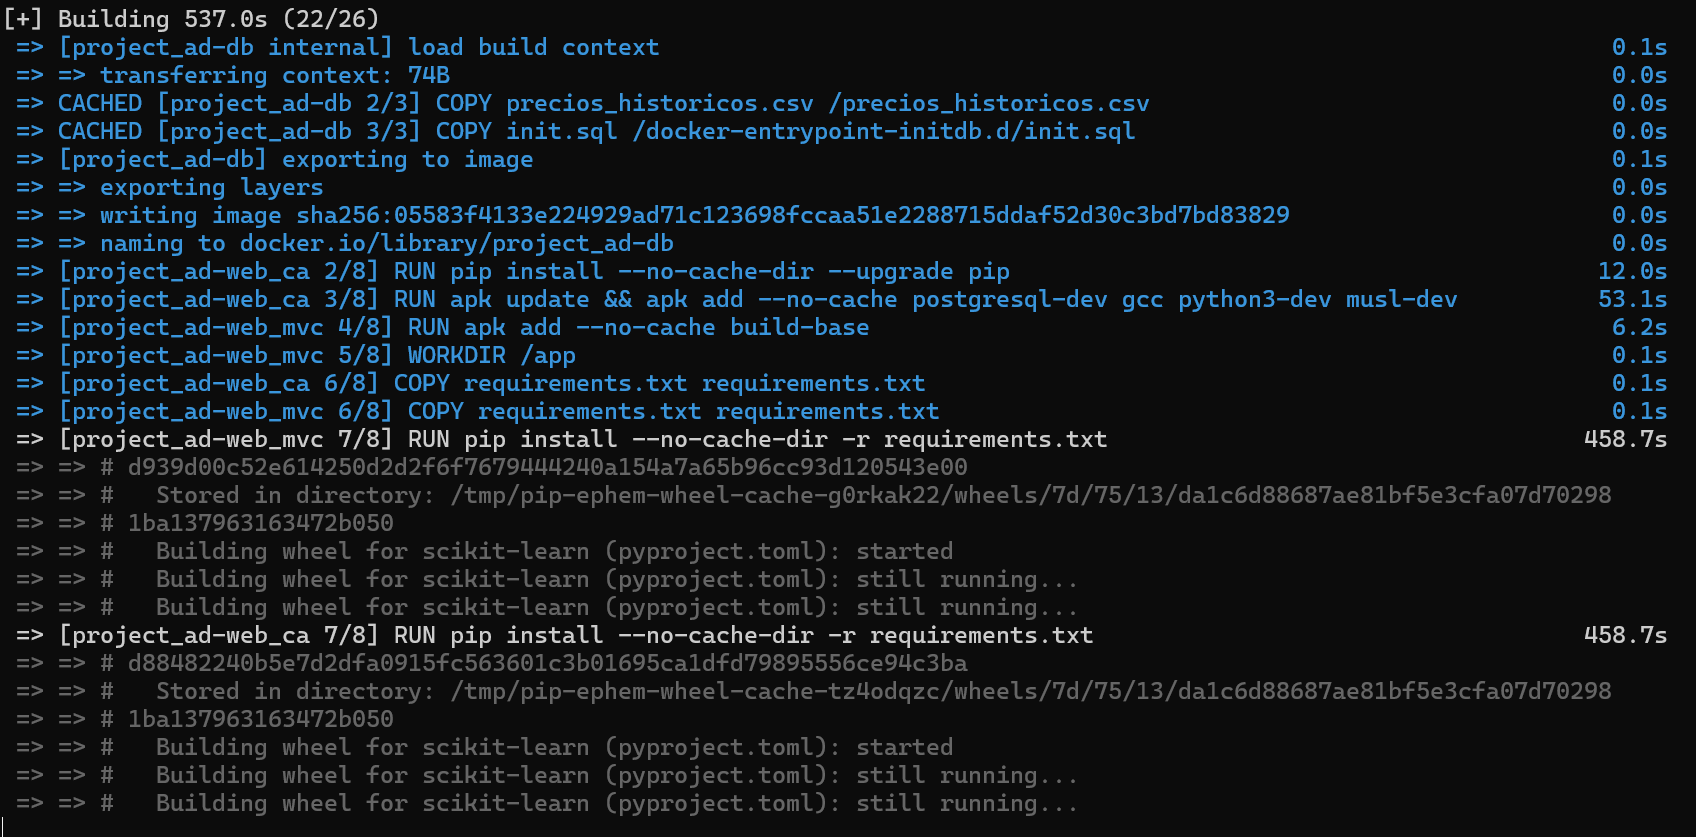 [+] Building 537.0s (22/26)
=> [project_ad-db internal] load build context 0.1s
=> => transferring context: 74B 0.0s
=> CACHED [project_ad-db 2/3] COPY precios_historicos.csv /precios_historicos.csv 0.0s
=> CACHED [project_ad-db 3/3] COPY init.sql /docker-entrypoint-initdb.d/init.sql 0.0s
=> [project_ad-db] exporting to image 0.1s
=> => exporting layers 0.0s
=> => writing image sha256:05583f4133e224929ad71c123698fccaa51e2288715ddaf52d30c3bd7bd83829 0.0s
=> => naming to docker.io/library/project_ad-db 0.0s
=> [project_ad-web_ca 2/8] RUN pip install --no-cache-dir --upgrade pip 12.0s
=> [project_ad-web_ca 3/8] RUN apk update && apk add --no-cache postgresql-dev gcc python3-dev musl-dev 53.1s
=> [project_ad-web_mvc 4/8] RUN apk add --no-cache build-base 6.2s
=> [project_ad-web_mvc 5/8] WORKDIR /app 0.1s
=> [project_ad-web_ca 6/8] COPY requirements.txt requirements.txt 0.1s
=> [project_ad-web_mvc 6/8] COPY requirements.txt requirements.txt 0.1s
=> [project_ad-web_mvc 7/8] RUN pip install --no-cache-dir -r requirements.txt 458.7s
=> => # d939d00c52e614250d2d2f6f7679444240a154a7a65b96cc93d120543e00
=> => #   Stored in directory: /tmp/pip-ephem-wheel-cache-g0rkak22/wheels/7d/75/13/da1c6d88687ae81bf5e3cfa07d70298
=> => # 1ba137963163472b050
=> => #   Building wheel for scikit-learn (pyproject.toml): started
=> => #   Building wheel for scikit-learn (pyproject.toml): still running...
=> => #   Building wheel for scikit-learn (pyproject.toml): still running...
=> [project_ad-web_ca 7/8] RUN pip install --no-cache-dir -r requirements.txt 458.7s
=> => # d88482240b5e7d2dfa0915fc563601c3b01695ca1dfd79895556ce94c3ba
=> => #   Stored in directory: /tmp/pip-ephem-wheel-cache-tz4odqzc/wheels/7d/75/13/da1c6d88687ae81bf5e3cfa07d70298
=> => # 1ba137963163472b050
=> => #   Building wheel for scikit-learn (pyproject.toml): started
=> => #   Building wheel for scikit-learn (pyproject.toml): still running...
=> => #   Building wheel for scikit-learn (pyproject.toml): still running...